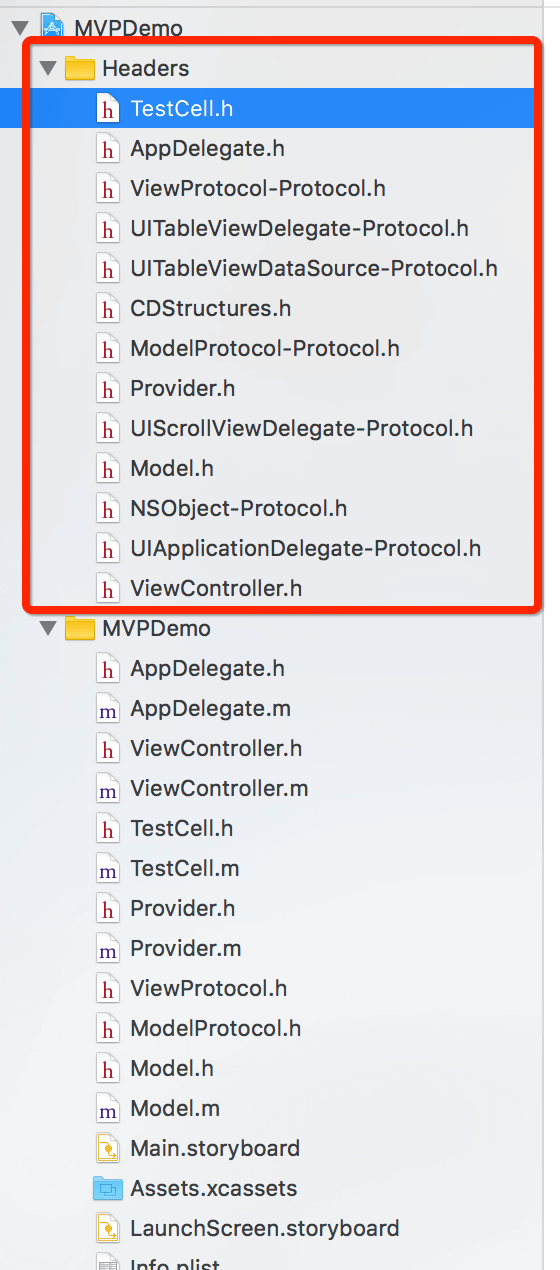 MVPDemo
Headers
TestCell.h
AppDelegate.h
ViewProtocol-Protocol.h
UITableViewDelegate-Protocol.h
UITableViewDataSource-Protocol.h
CDStructures.h
ModelProtocol-Protocol.h
Provider.h
UIScrollViewDelegate-Protocol.h
Model.h
NSObject-Protocol.h
UIApplicationDelegate-Protocol.h
ViewController.h
MVPDemo
AppDelegate.h
AppDelegate.m
ViewController.h
ViewController.m
TestCell.h
TestCell.m
Provider.h
Provider.m
ViewProtocol.h
ModelProtocol.h
Model.h
Model.m
Main.storyboard
Assets.xcassets
LaunchScreen.storyboard
Info.plist